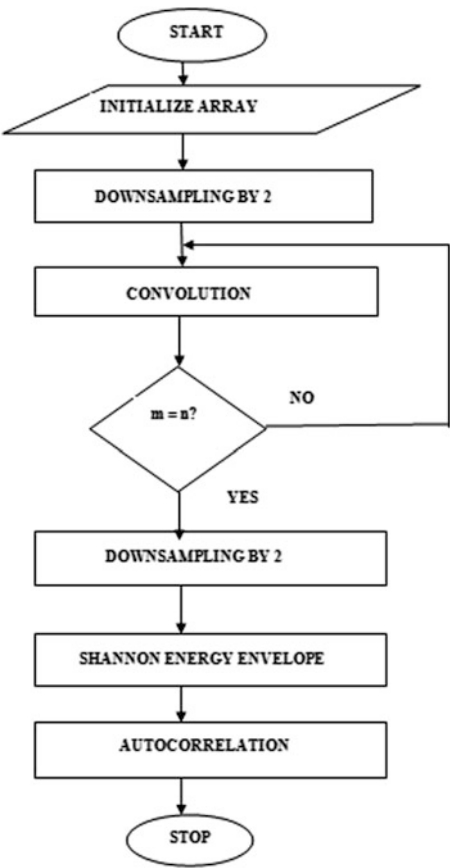 START
INITIALIZE ARRAY
DOWNSAMPLING BY 2
CONVOLUTION
m = n?
NO
YES
DOWNSAMPLING BY 2
SHANNON ENERGY ENVELOPE
AUTOCORRELATION
STOP